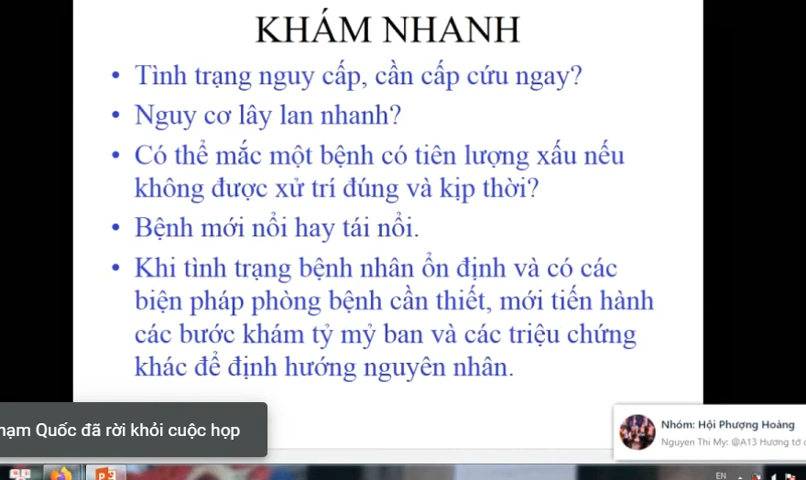 KHÁM NHANH
• Tình trạng nguy cấp, cần cấp cứu ngay?
• Nguy cơ lây lan nhanh?
• Có thể mắc một bệnh có tiên lượng xấu nếu
không được xử trí đúng và kịp thời?
• Bệnh mới nổi hay tái nổi.
• Khi tình trạng bệnh nhân ổn định và có các
biện pháp phòng bệnh cần thiết, mới tiến hành
các bước khám tỷ mỷ ban và các triệu chứng
khác để định hướng nguyên nhân.
Quốc đã rời khỏi cuộc họp
Nhóm: Hội Phượng Hoàng
Nguyen Thi My: @A13 Hương tớ
EN